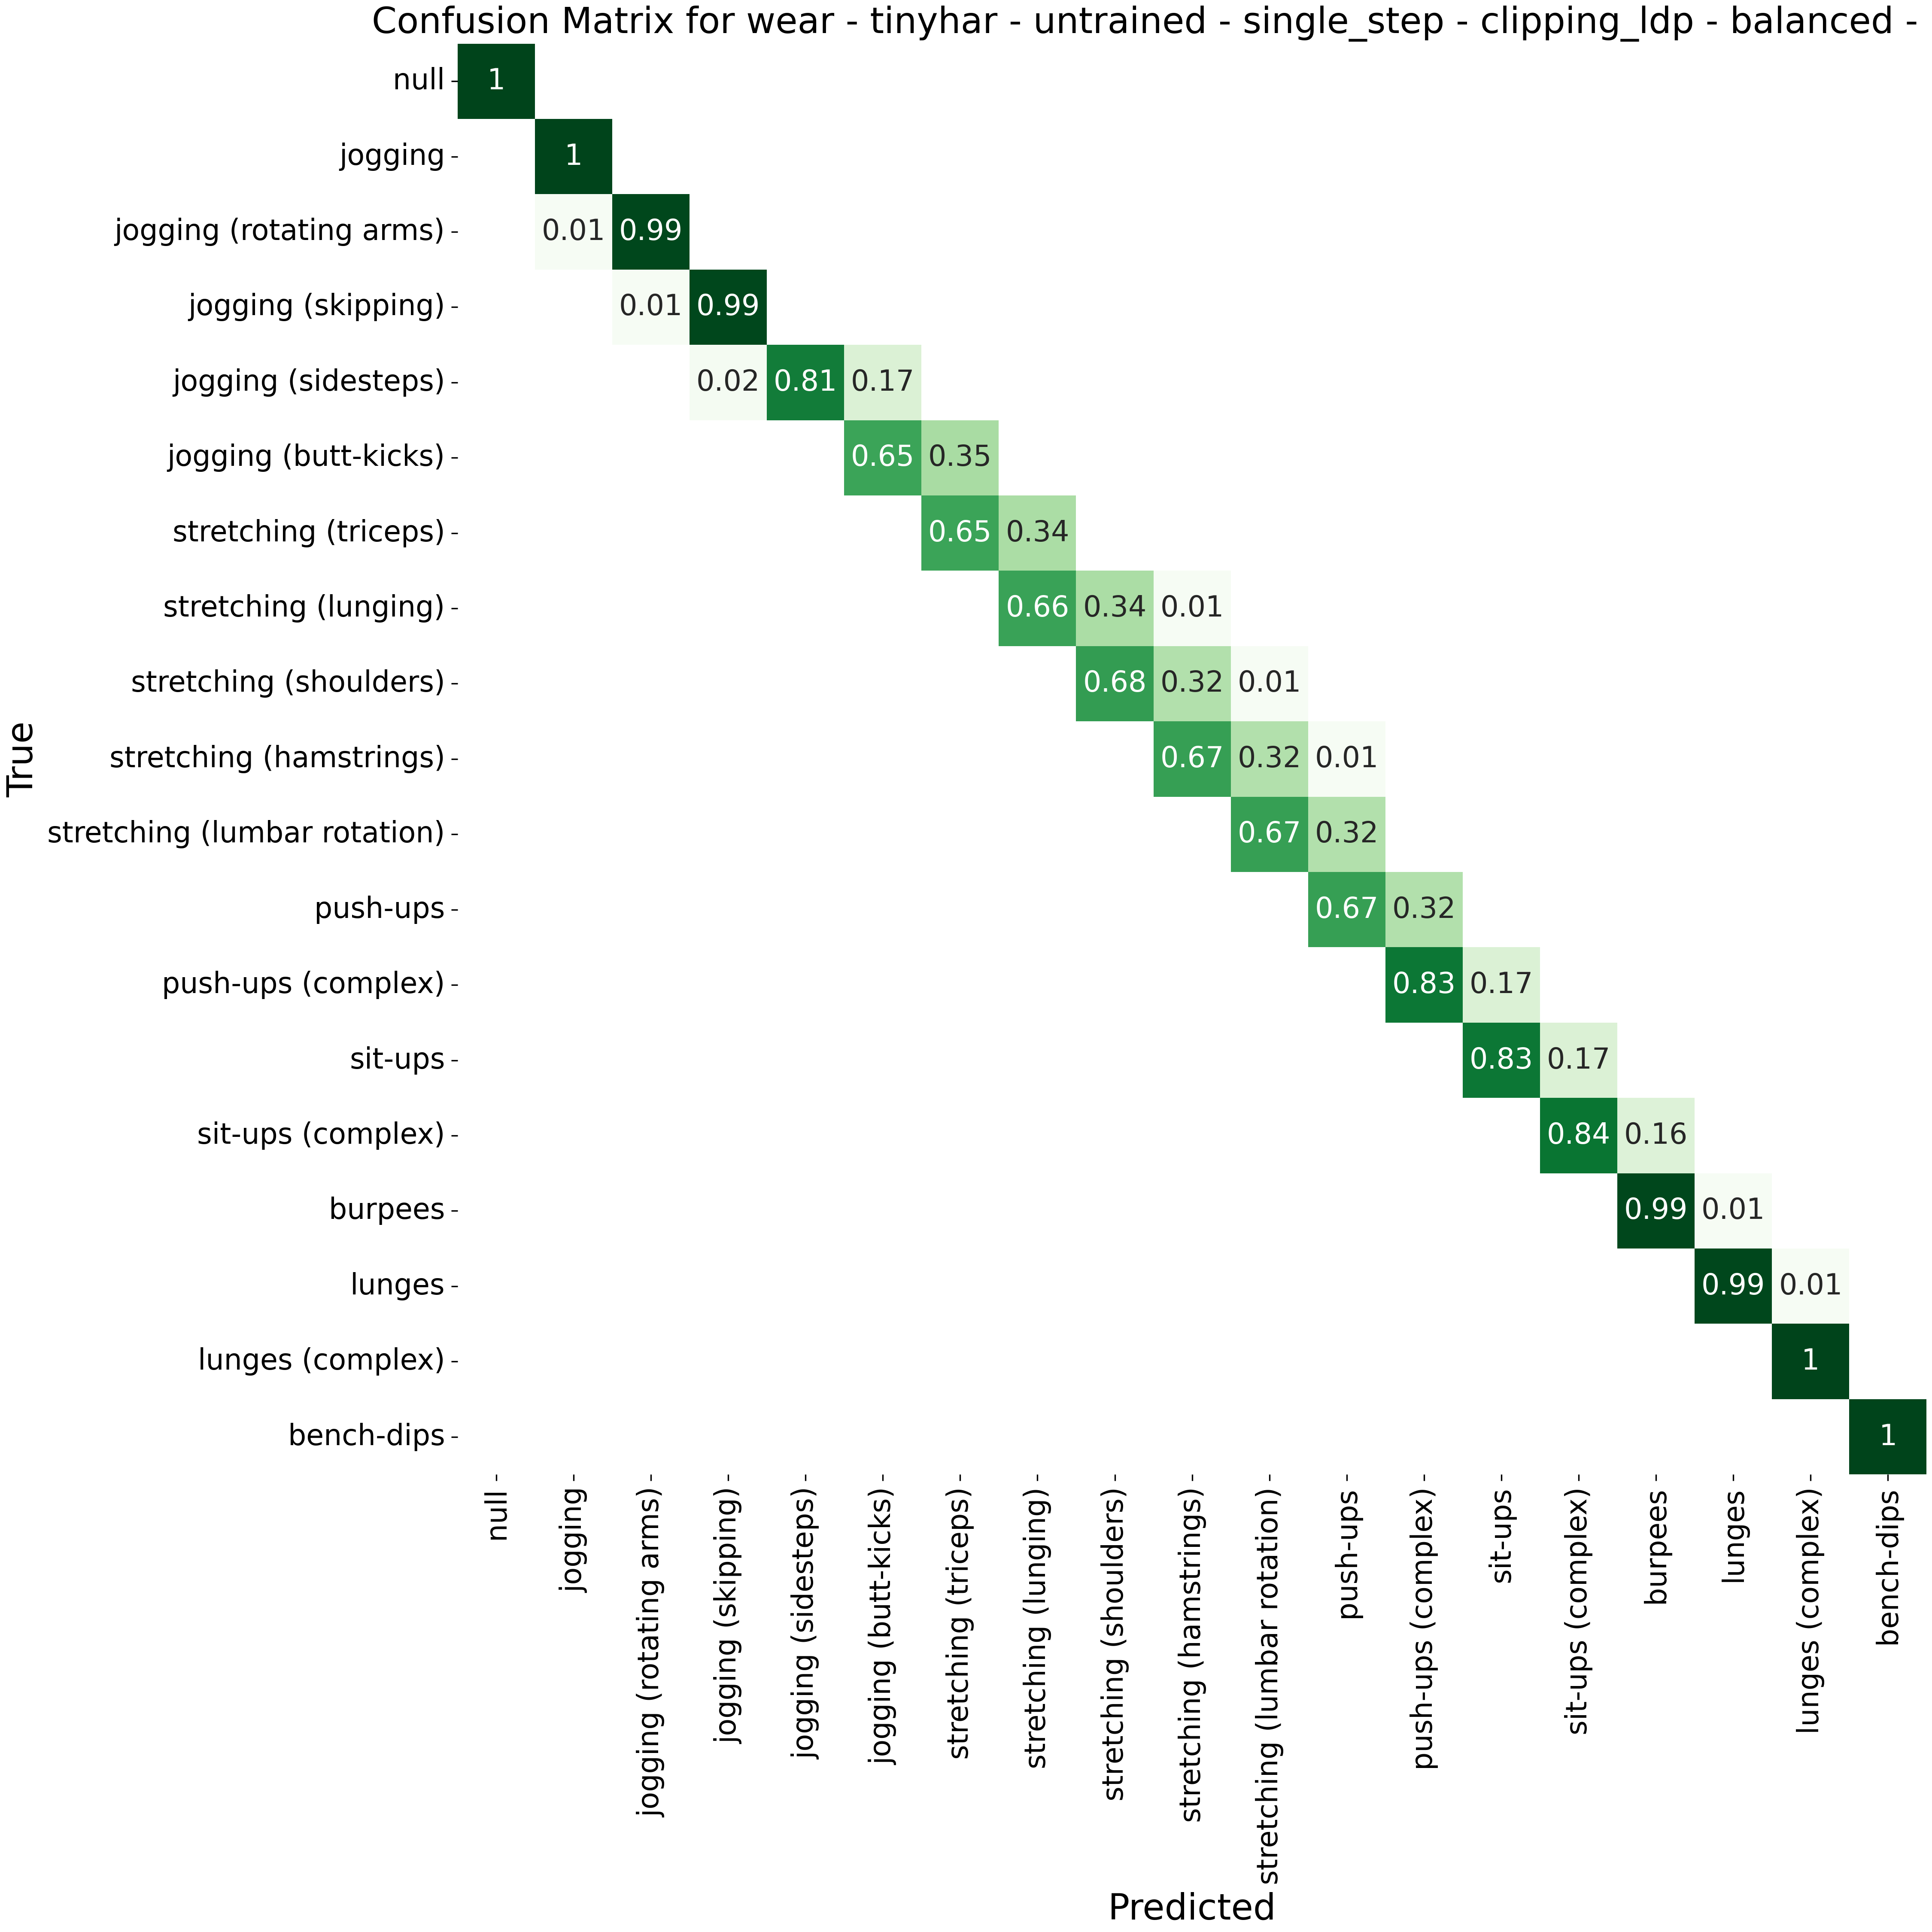 Confusion Matrix for wear - tinyhar - untrained - single_step - clipping_ldp - balanced -
True
null 1
jogging 1
jogging (rotating arms) 0.01 0.99
jogging (skipping) 0.01 0.99
jogging (sidesteps) 0.02 0.81 0.17
jogging (butt-kicks) 0.65 0.35
stretching (triceps) 0.65 0.34
stretching (lunging) 0.66 0.34 0.01
stretching (shoulders) 0.68 0.32 0.01
stretching (hamstrings) 0.67 0.32 0.01
stretching (lumbar rotation) 0.67 0.32
push-ups 0.67 0.32
push-ups (complex) 0.83 0.17
sit-ups 0.83 0.17
sit-ups (complex) 0.84 0.16
burpees 0.99 0.01
lunges 0.99 0.01
lunges (complex) 1
bench-dips 1
null
jogging
jogging (rotating arms)
jogging (skipping)
jogging (sidesteps)
jogging (butt-kicks)
stretching (triceps)
stretching (lunging)
stretching (shoulders)
stretching (hamstrings)
stretching (lumbar rotation)
push-ups
push-ups (complex)
sit-ups
sit-ups (complex)
burpees
lunges
lunges (complex)
bench-dips
Predicted